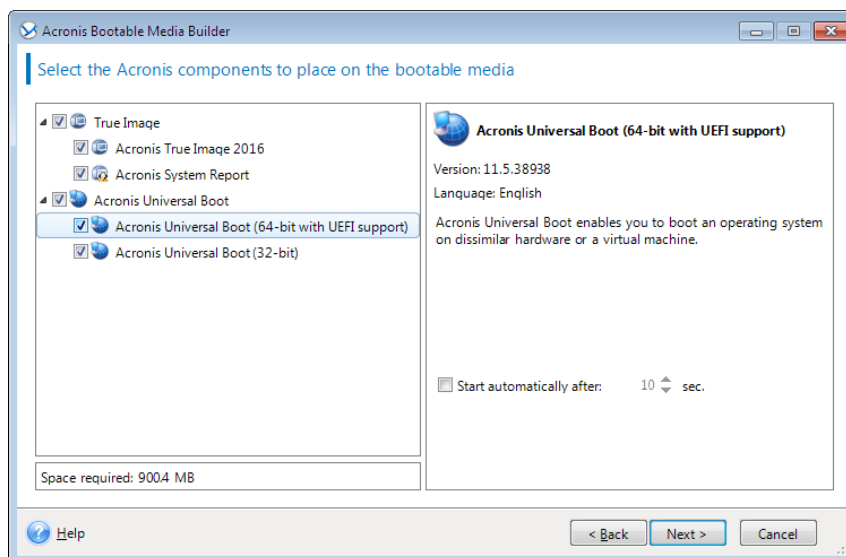 Acronis Bootable Media Builder
Select the Acronis components to place on the bootable media
True Image
Acronis True Image 2016
Acronis System Report
Acronis Universal Boot
Acronis Universal Boot (64-bit with UEFI support)
Acronis Universal Boot (32-bit)
Space required: 900.4 MB
Acronis Universal Boot (64-bit with UEFI support)
Version: 11.5.38938
Language: English
Acronis Universal Boot enables you to boot an operating system
on dissimilar hardware or a virtual machine.
Start automatically after: 10 sec.
Help
< Back
Next >
Cancel